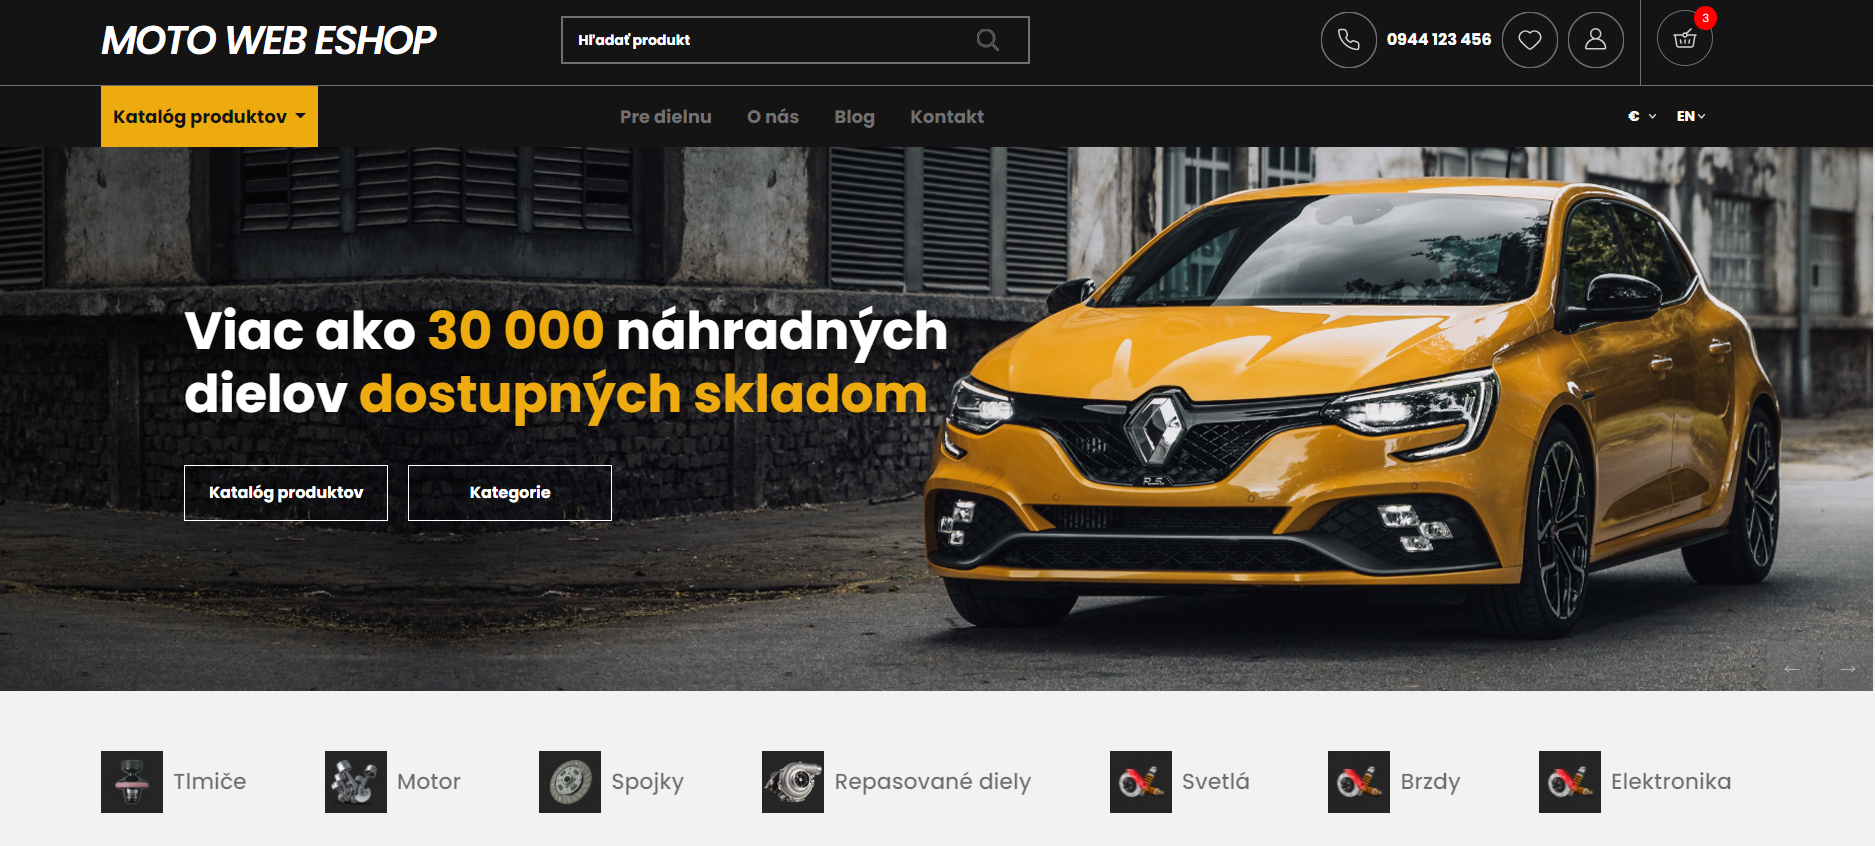 MOTO WEB ESHOP
Hľadať produkt
0944 123 456
3
Katalóg produktov
Pre dielnu
O nás
Blog
Kontakt
€
EN
Viac ako 30 000 náhradných
dielov dostupných skladom
Katalóg produktov
Kategorie
R.S.
Tlmiče
Motor
Spojky
Repasované diely
Svetlá
Brzdy
Elektronika